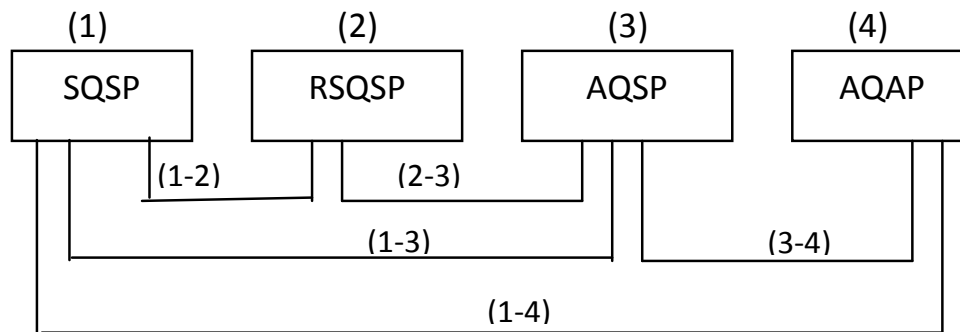 (1) (2) (3) (4)
SQSP RSQSP AQSP AQAP
(1-2) (2-3)
(1-3) (3-4)
(1-4)